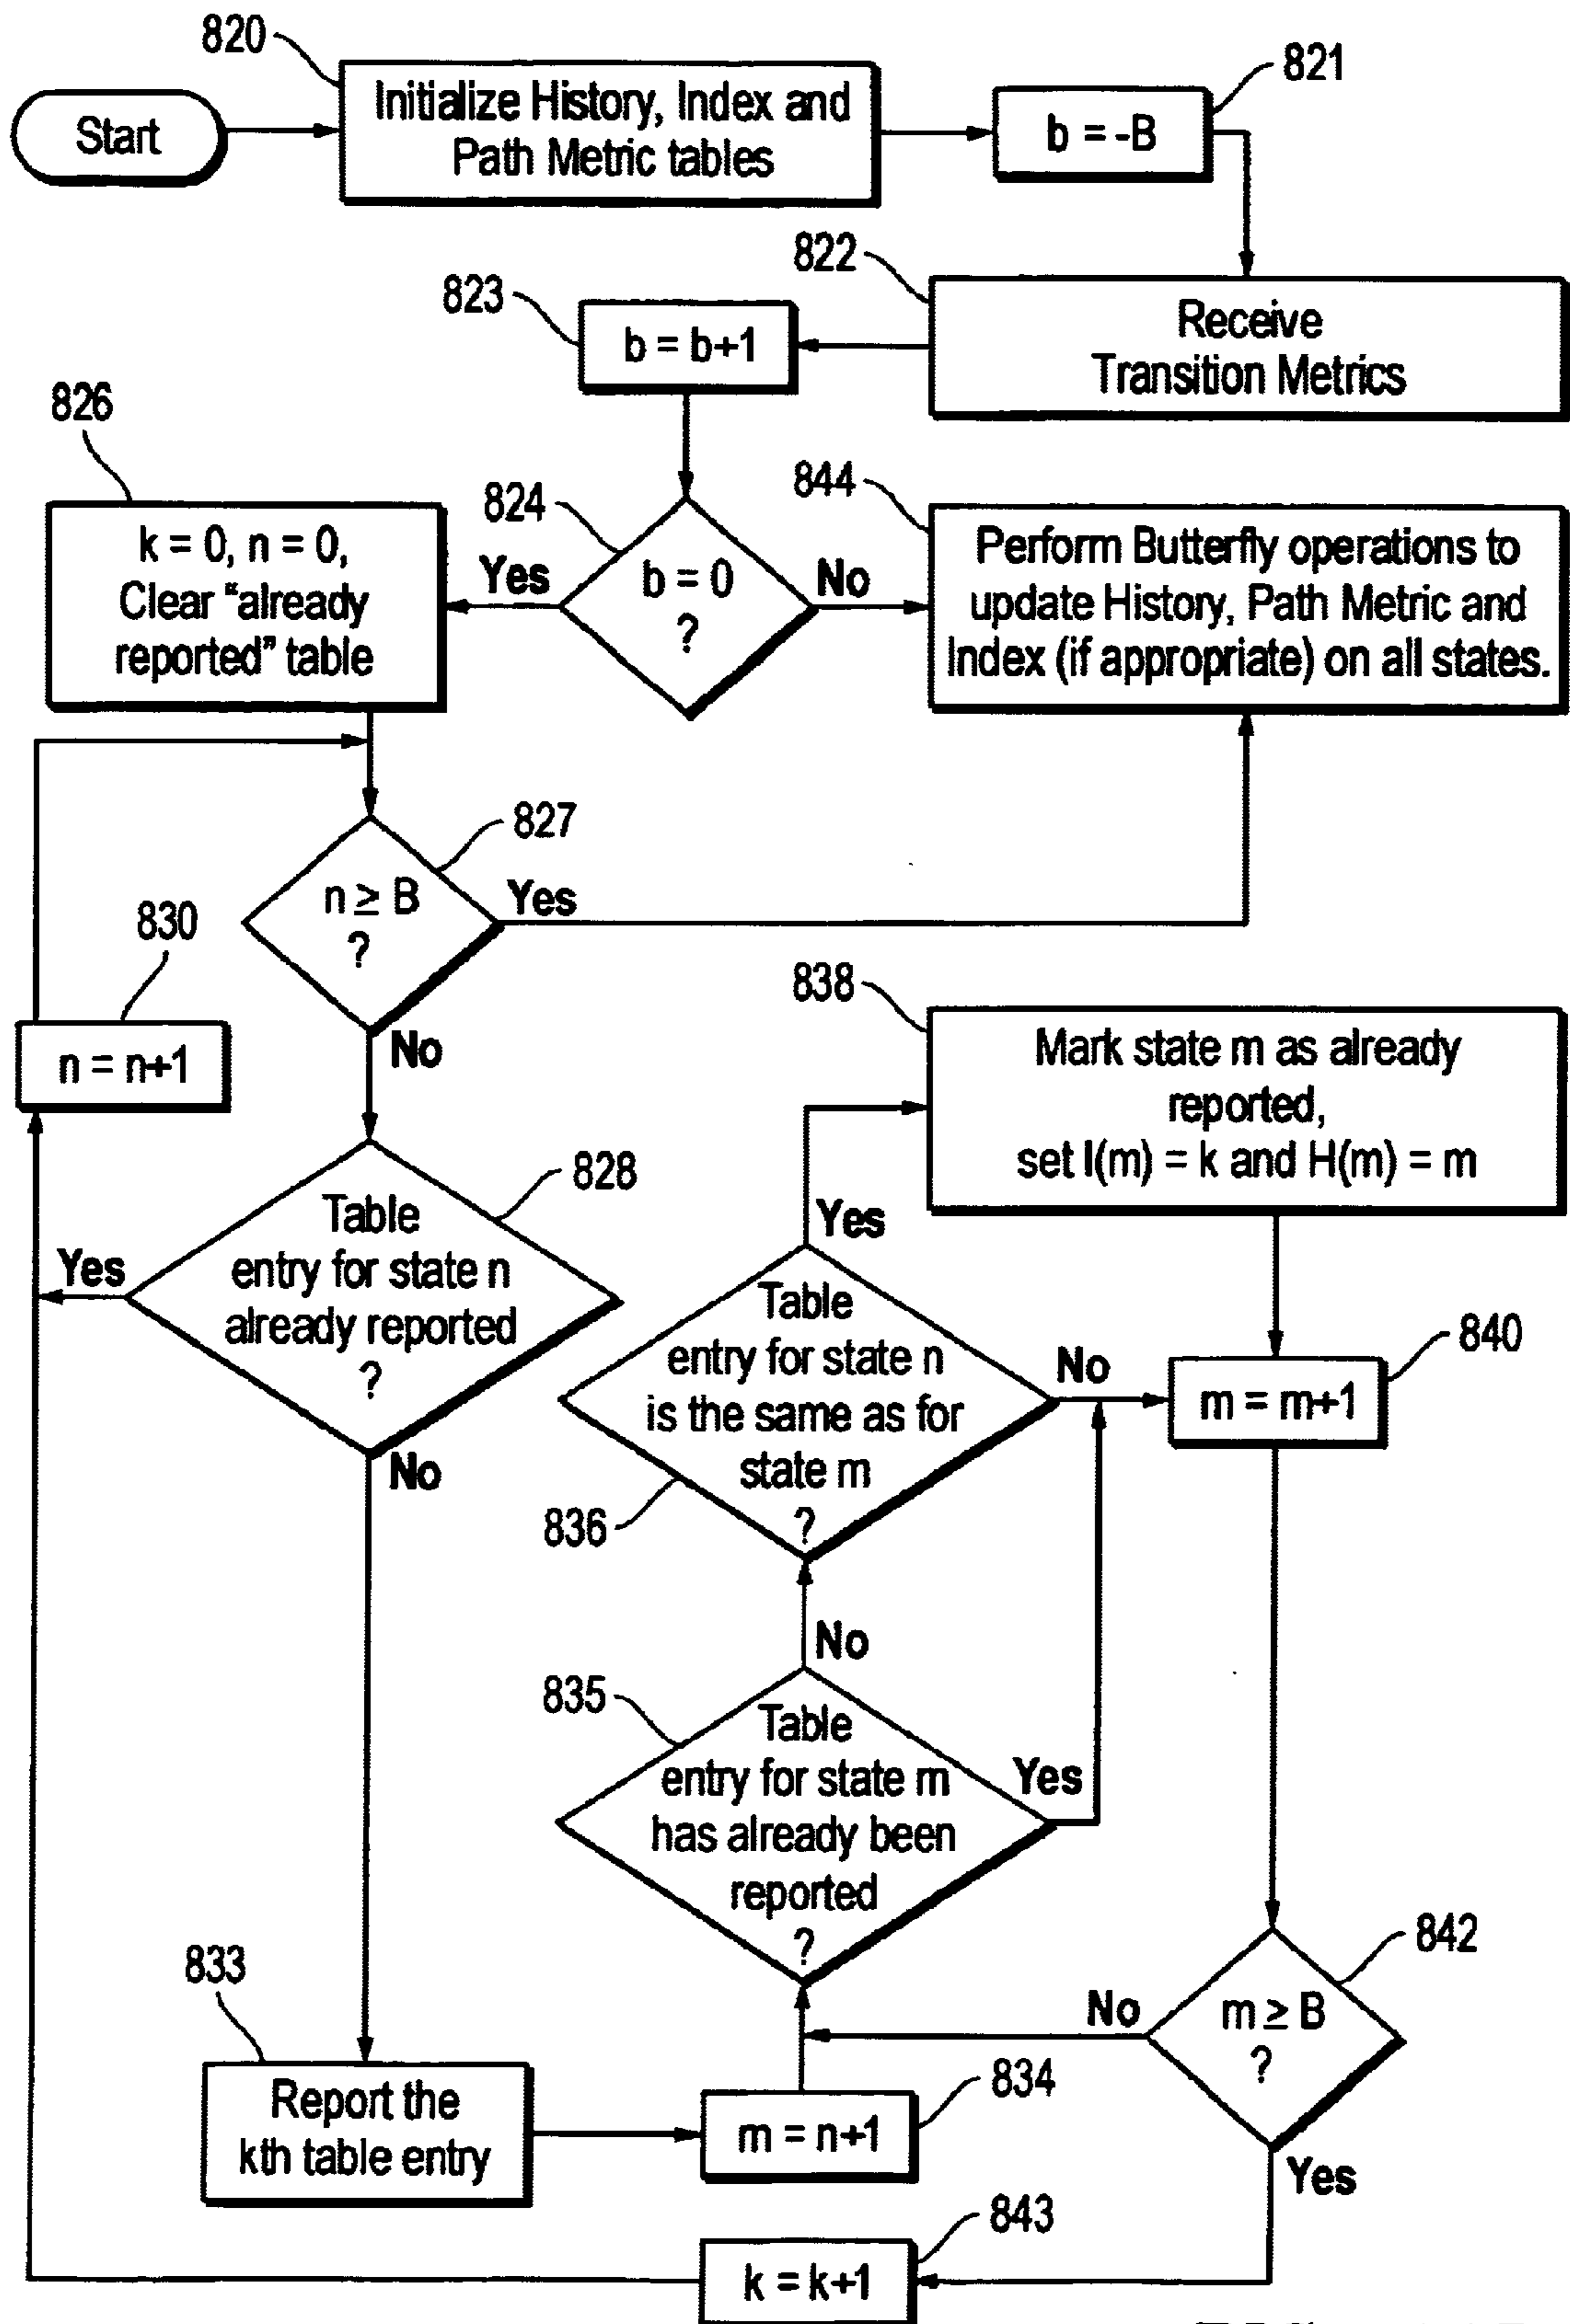 820
Start
Initialize History, Index and
Path Metric tables
821
b = -B
822
Receive
Transition Metrics
823
b = b+1
826
k = 0, n = 0,
Clear "already
reported" table
824
b = 0
?
Yes
No
844
Perform Butterfly operations to
update History, Path Metric and
Index (if appropriate) on all states.
827
n ≥ B
?
Yes
No
830
n = n+1
828
Table
entry for state n
already reported
?
Yes
No
838
Mark state m as already
reported,
set I(m) = k and H(m) = m
Yes
Table
entry for state n
is the same as for
state m
?
836
No
840
m = m+1
No
835
Table
entry for state m
has already been
reported
?
Yes
842
m ≥ B
?
No
Yes
833
Report the
kth table entry
834
m = n+1
843
k = k+1